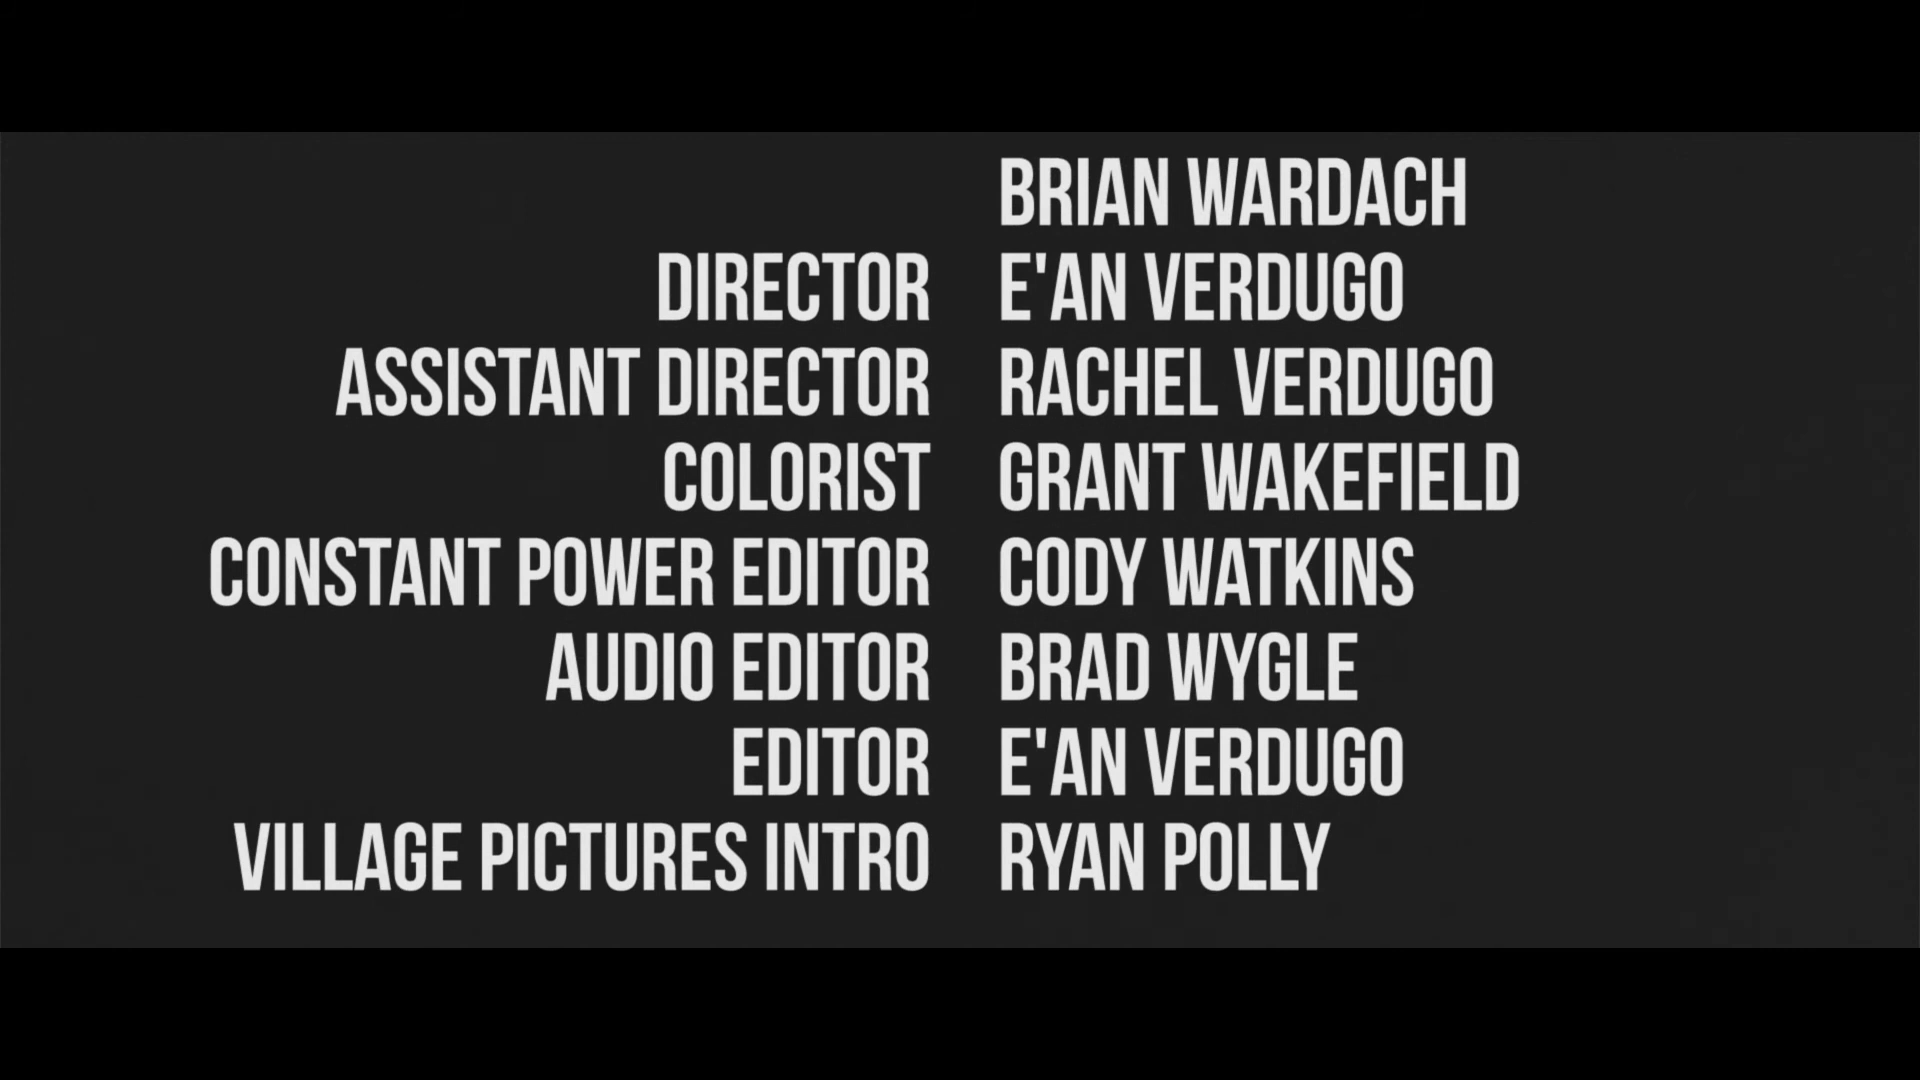 BRIAN WARDACH
DIRECTOR E'AN VERDUGO
ASSISTANT DIRECTOR RACHEL VERDUGO
COLORIST GRANT WAKEFIELD
CONSTANT POWER EDITOR CODY WATKINS
AUDIO EDITOR BRAD WYGLE
EDITOR E'AN VERDUGO
VILLAGE PICTURES INTRO RYAN POLLY